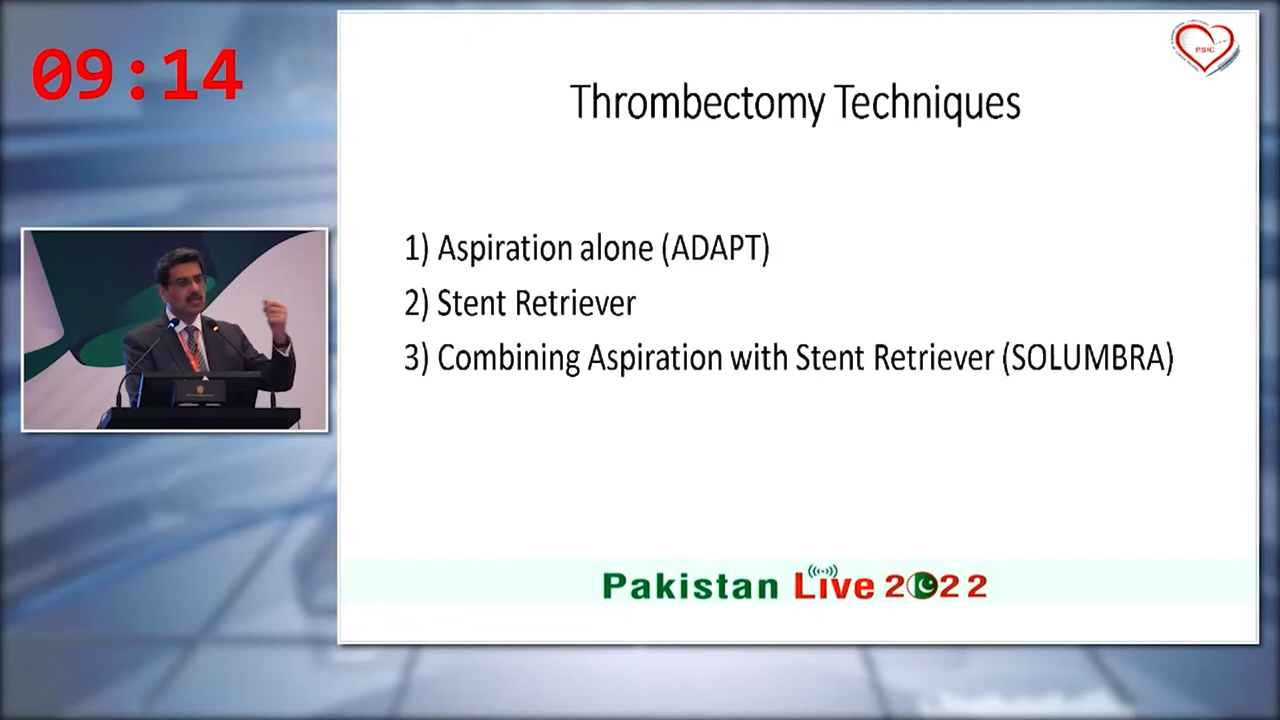 09:14
PSIC
Thrombectomy Techniques
1) Aspiration alone (ADAPT)
2) Stent Retriever
3) Combining Aspiration with Stent Retriever (SOLUMBRA)
Pakistan Live 2022